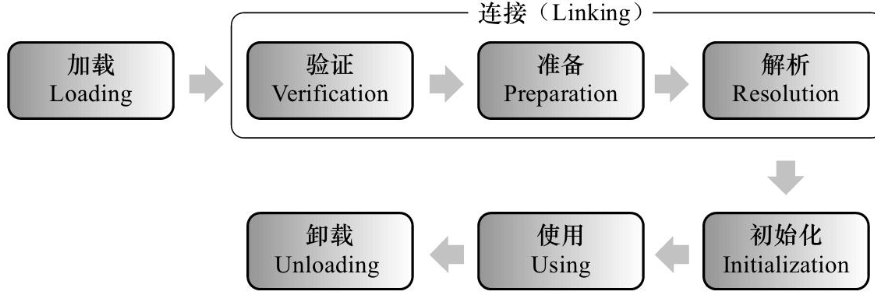 连接（Linking）
加载
Loading
验证
Verification
准备
Preparation
解析
Resolution
初始化
Initialization
使用
Using
卸载
Unloading